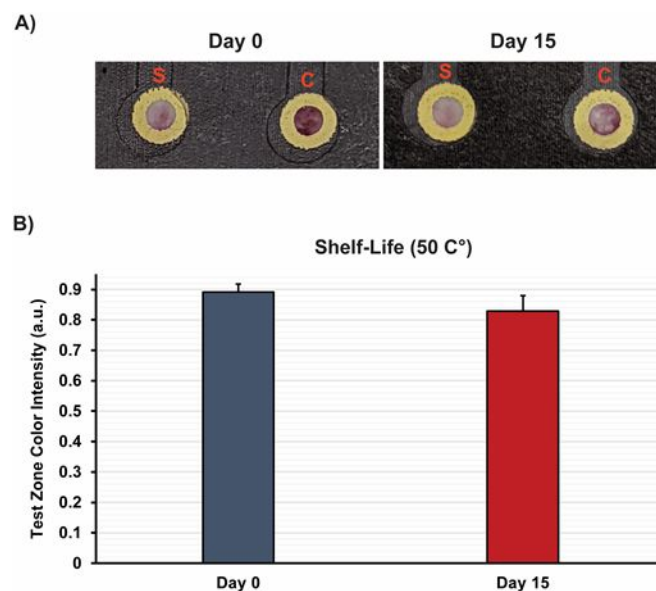 A)
Day 0
Day 15
S
C
S
C
B)
Shelf-Life (50 C°)
Test Zone Color Intensity (a.u.)
0.9
0.8
0.7
0.6
0.5
0.4
0.3
0.2
0.1
0
Day 0
Day 15